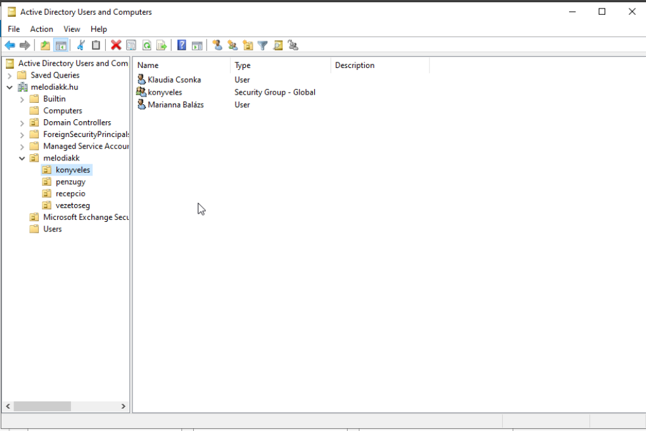 Active Directory Users and Computers
File Action View Help
Active Directory Users and Com
Saved Queries
melodiakk.hu
Builtin
Computers
Domain Controllers
ForeignSecurityPrincipals
Managed Service Accour
melodiakk
konyveles
penzugy
recepcio
vezetoseg
Microsoft Exchange Secu
Users
Name Type Description
Klaudia Csonka User
konyveles Security Group - Global
Marianna Balázs User